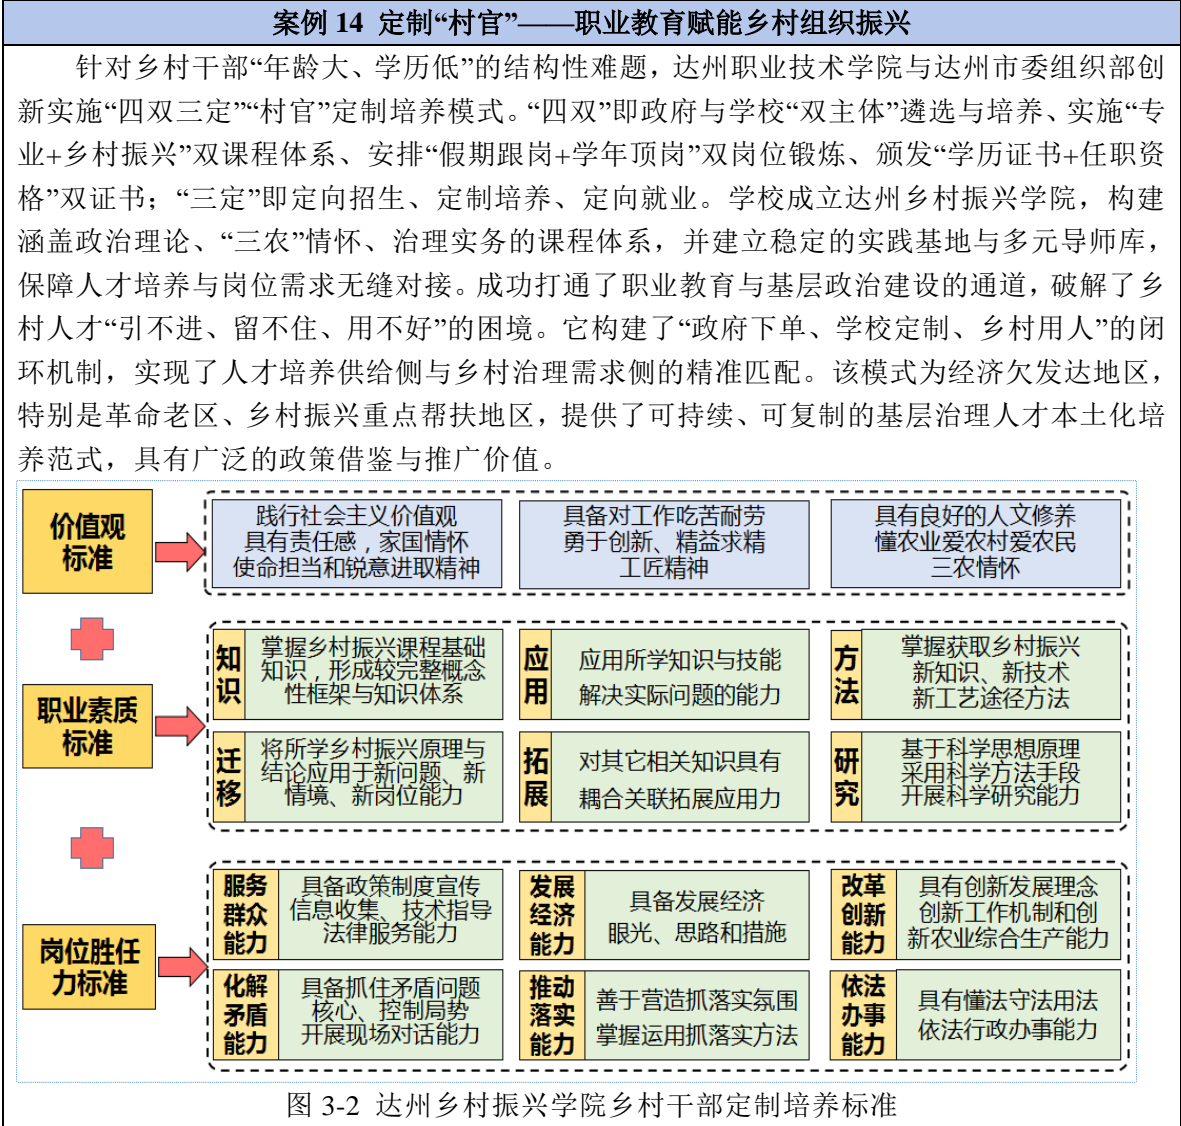 案例 14 定制“村官”——职业教育赋能乡村组织振兴
针对乡村干部“年龄大、学历低”的结构性难题，达州职业技术学院与达州市委组织部创
新实施“四双三定”“村官”定制培养模式。“四双”即政府与学校“双主体”遴选与培养、实施“专
业+乡村振兴”双课程体系、安排“假期跟岗+学年顶岗”双岗位锻炼、颁发“学历证书+任职资
格”双证书；“三定”即定向招生、定制培养、定向就业。学校成立达州乡村振兴学院，构建
涵盖政治理论、“三农”情怀、治理实务的课程体系，并建立稳定的实践基地与多元导师库，
保障人才培养与岗位需求无缝对接。成功打通了职业教育与基层政治建设的通道，破解了乡
村人才“引不进、留不住、用不好”的困境。它构建了“政府下单、学校定制、乡村用人”的闭
环机制，实现了人才培养供给侧与乡村治理需求侧的精准匹配。该模式为经济欠发达地区，
特别是革命老区、乡村振兴重点帮扶地区，提供了可持续、可复制的基层治理人才本土化培
养范式，具有广泛的政策借鉴与推广价值。
价值观
标准
践行社会主义价值观
具有责任感，家国情怀
使命担当和锐意进取精神
具备对工作吃苦耐劳
勇于创新、精益求精
工匠精神
具有良好的人文修养
懂农业爱农村爱农民
三农情怀
职业素质
标准
知
识
掌握乡村振兴课程基础
知识，形成较完整概念
性框架与知识体系
应
用
应用所学知识与技能
解决实际问题的能力
方
法
掌握获取乡村振兴
新知识、新技术
新工艺途径方法
迁
移
将所学乡村振兴原理与
结论应用于新问题、新
情境、新岗位能力
拓
展
对其它相关知识具有
耦合关联拓展应用力
研
究
基于科学思想原理
采用科学方法手段
开展科学研究能力
岗位胜任
力标准
服务
群众
能力
具备政策制度宣传
信息收集、技术指导
法律服务能力
发展
经济
能力
具备发展经济
眼光、思路和措施
改革
创新
能力
具有创新发展理念
创新工作机制和创
新农业综合生产能力
化解
矛盾
能力
具备抓住矛盾问题
核心、控制局势
开展现场对话能力
推动
落实
能力
善于营造抓落实氛围
掌握运用抓落实方法
依法
办事
能力
具有懂法守法用法
依法行政办事能力
图 3-2 达州乡村振兴学院乡村干部定制培养标准